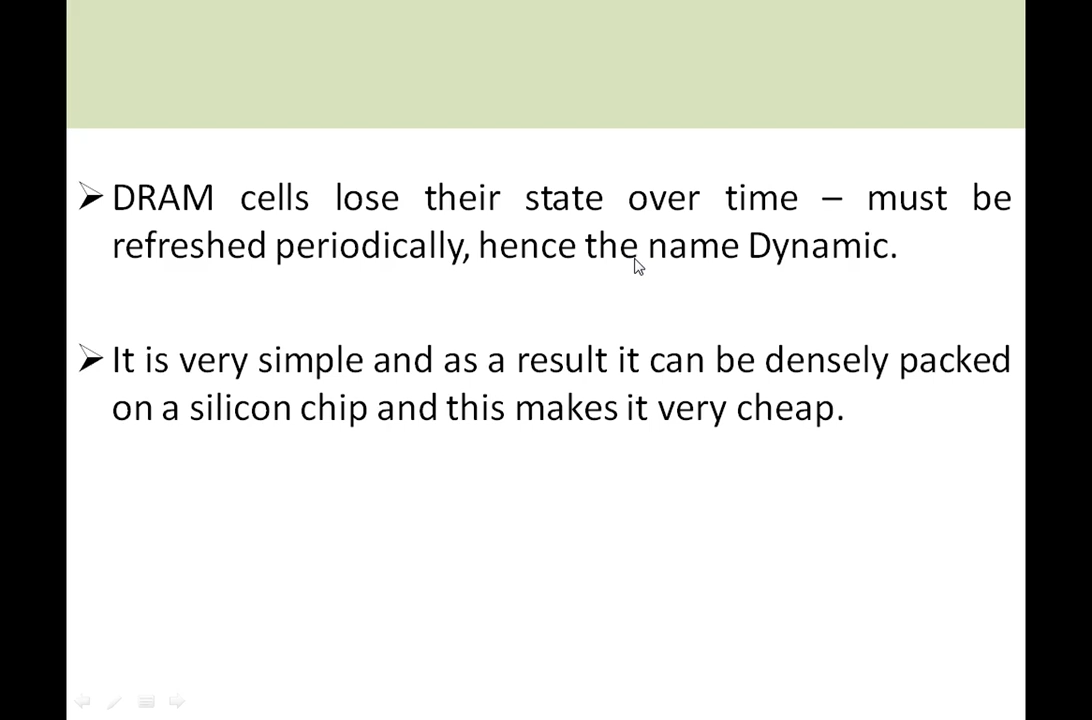 ➢ DRAM cells lose their state over time – must be
refreshed periodically, hence the name Dynamic.
➢ It is very simple and as a result it can be densely packed
on a silicon chip and this makes it very cheap.